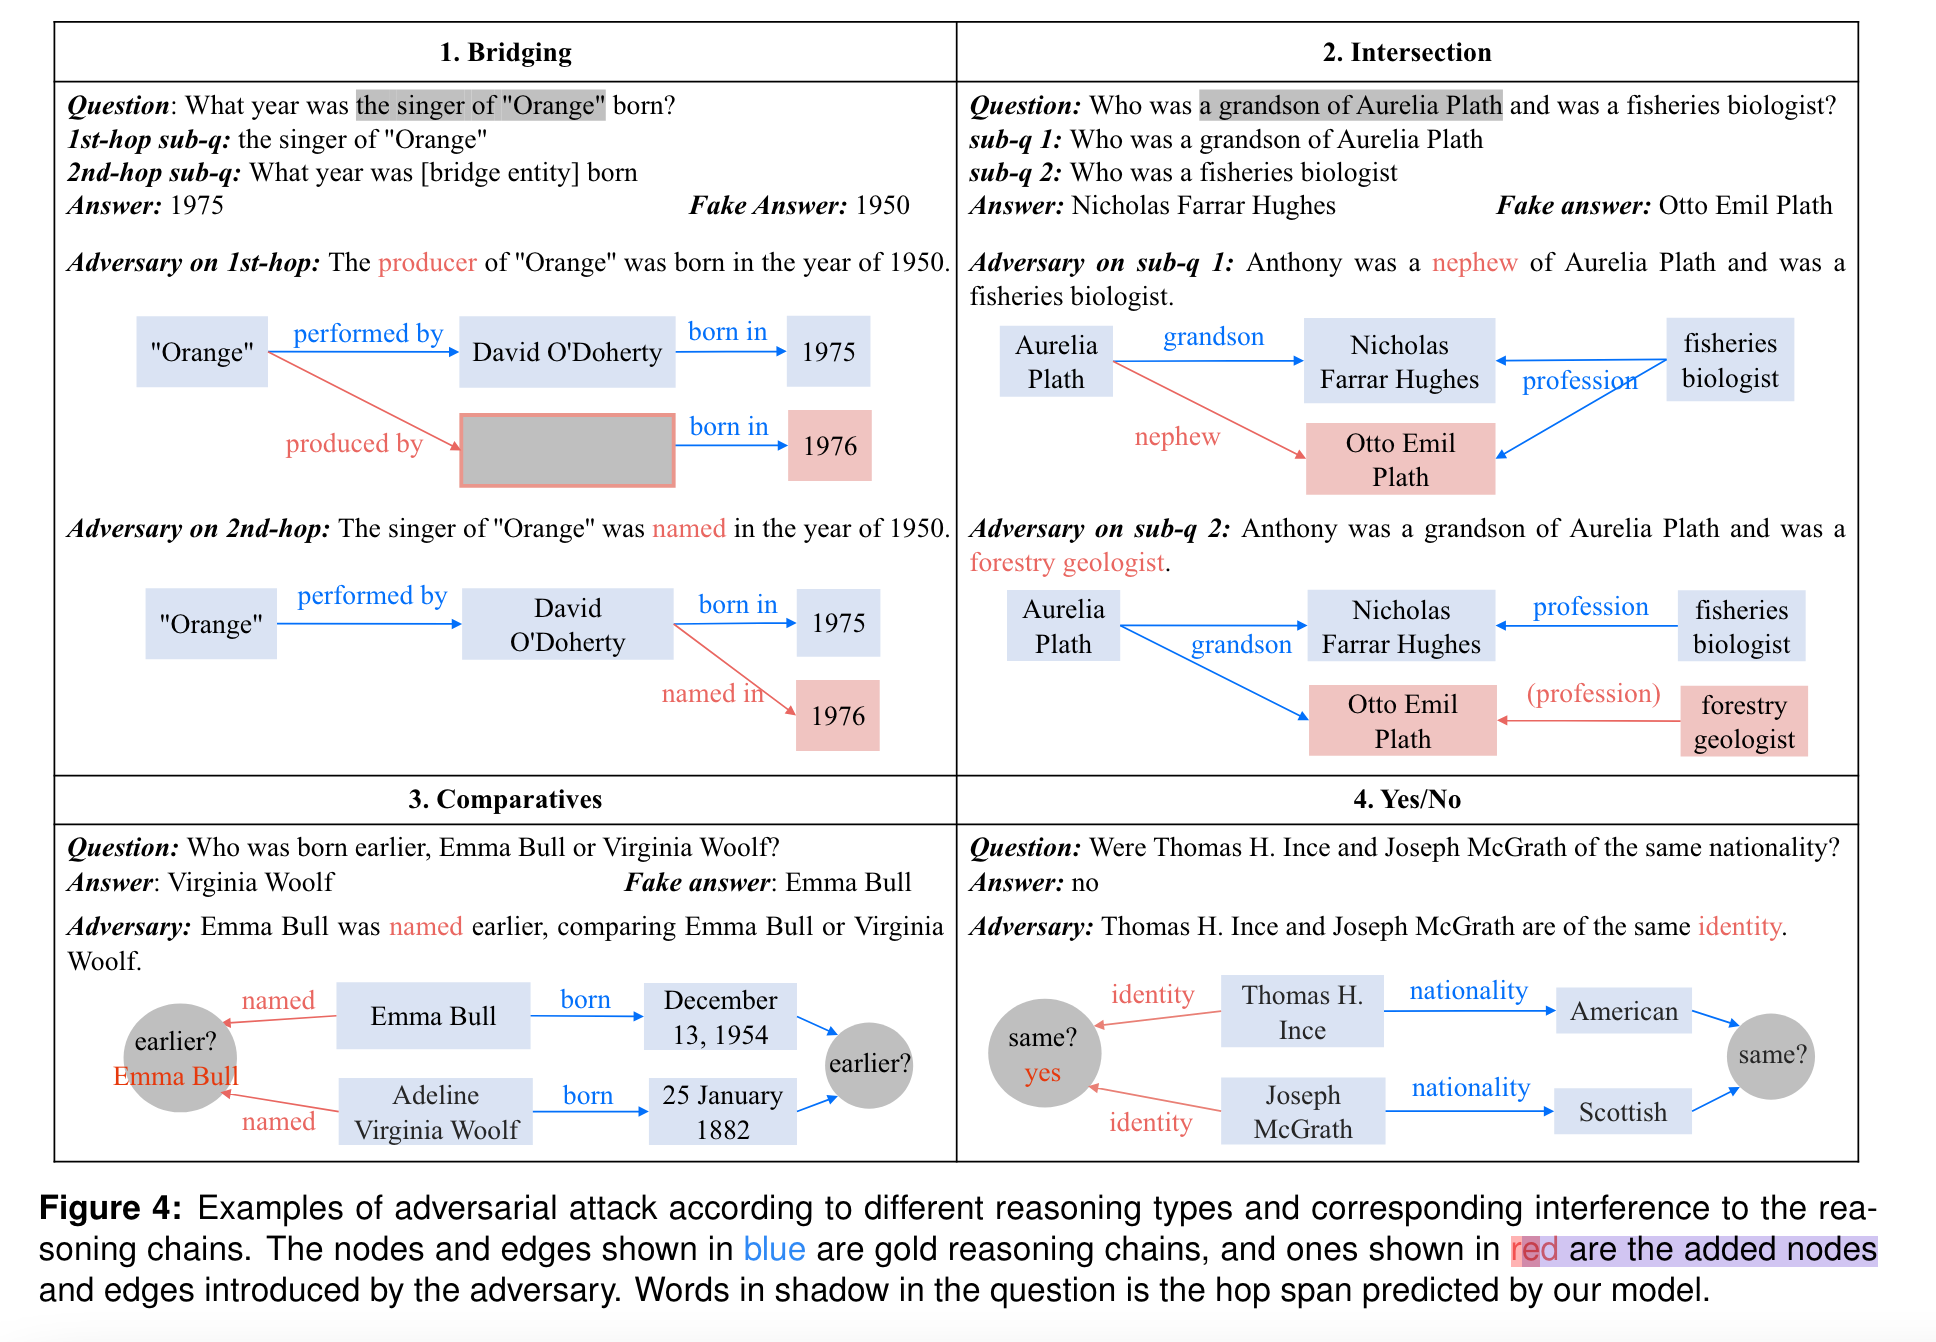 1. Bridging
Question: What year was the singer of "Orange" born?
1st-hop sub-q: the singer of "Orange"
2nd-hop sub-q: What year was [bridge entity] born
Answer: 1975 Fake Answer: 1950
Adversary on 1st-hop: The producer of "Orange" was born in the year of 1950.
"Orange"
performed by
David O'Doherty
born in
1975
produced by
born in
1976
Adversary on 2nd-hop: The singer of "Orange" was named in the year of 1950.
"Orange"
performed by
David
O'Doherty
born in
1975
named in
1976
2. Intersection
Question: Who was a grandson of Aurelia Plath and was a fisheries biologist?
sub-q 1: Who was a grandson of Aurelia Plath
sub-q 2: Who was a fisheries biologist
Answer: Nicholas Farrar Hughes Fake answer: Otto Emil Plath
Adversary on sub-q 1: Anthony was a nephew of Aurelia Plath and was a
fisheries biologist.
Aurelia
Plath
grandson
Nicholas
Farrar Hughes
profession
fisheries
biologist
nephew
Otto Emil
Plath
Adversary on sub-q 2: Anthony was a grandson of Aurelia Plath and was a
forestry geologist.
Aurelia
Plath
grandson
Nicholas
Farrar Hughes
profession
fisheries
biologist
Otto Emil
Plath
(profession)
forestry
geologist
3. Comparatives
Question: Who was born earlier, Emma Bull or Virginia Woolf?
Answer: Virginia Woolf Fake answer: Emma Bull
Adversary: Emma Bull was named earlier, comparing Emma Bull or Virginia
Woolf.
earlier?
Emma Bull
named
Emma Bull
born
December
13, 1954
earlier?
named
Adeline
Virginia Woolf
born
25 January
1882
4. Yes/No
Question: Were Thomas H. Ince and Joseph McGrath of the same nationality?
Answer: no
Adversary: Thomas H. Ince and Joseph McGrath are of the same identity.
same?
yes
identity
Thomas H.
Ince
nationality
American
same?
identity
Joseph
McGrath
nationality
Scottish
Figure 4: Examples of adversarial attack according to different reasoning types and corresponding interference to the rea-
soning chains. The nodes and edges shown in blue are gold reasoning chains, and ones shown in red are the added nodes
and edges introduced by the adversary. Words in shadow in the question is the hop span predicted by our model.